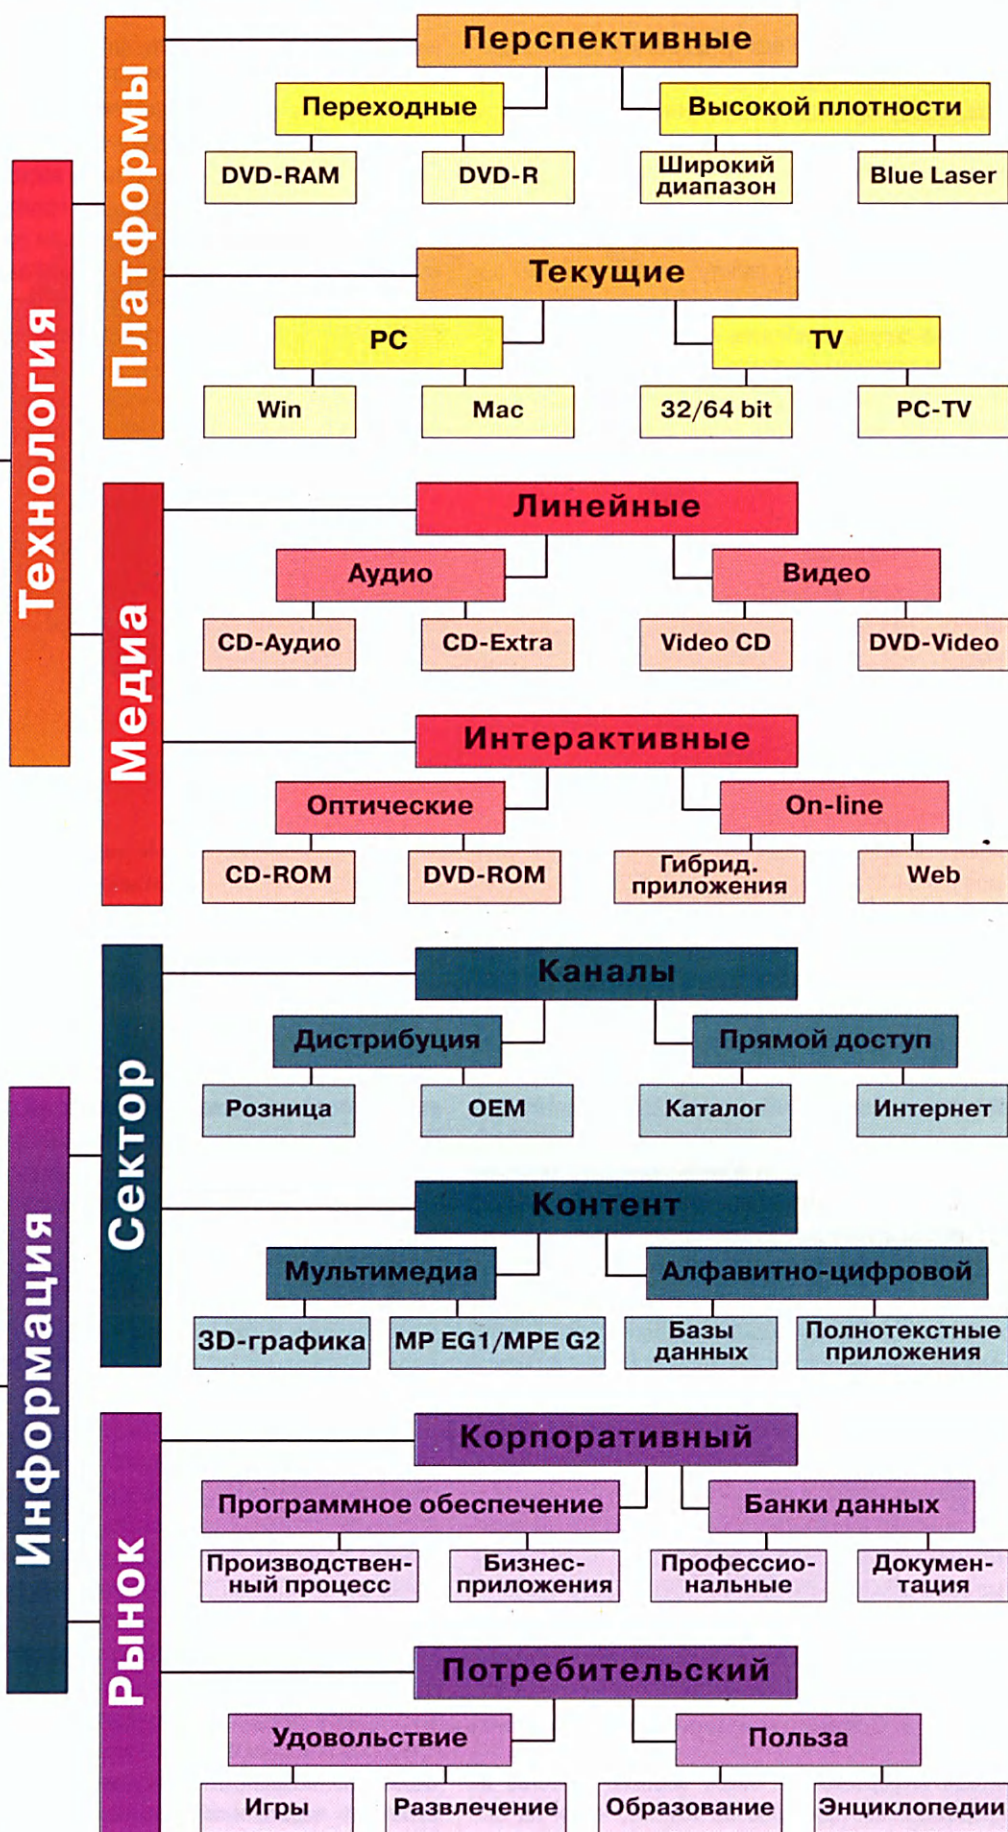 Технология
Платформы
Перспективные
Переходные
Высокой плотности
DVD-RAM
DVD-R
Широкий
диапазон
Blue Laser
Текущие
PC
TV
Win
Mac
32/64 bit
PC-TV
Медиа
Линейные
Аудио
Видео
CD-Аудио
CD-Extra
Video CD
DVD-Video
Интерактивные
Оптические
On-line
CD-ROM
DVD-ROM
Гибрид.
приложения
Web
Информация
Сектор
Каналы
Дистрибуция
Прямой доступ
Розница
OEM
Каталог
Интернет
Контент
Мультимедиа
Алфавитно-цифровой
3D-графика
MP EG1/MPE G2
Базы
данных
Полнотекстные
приложения
Рынок
Корпоративный
Программное обеспечение
Банки данных
Производствен-
ный процесс
Бизнес-
приложения
Профессио-
нальные
Докумен-
тация
Потребительский
Удовольствие
Польза
Игры
Развлечение
Образование
Энциклопедии